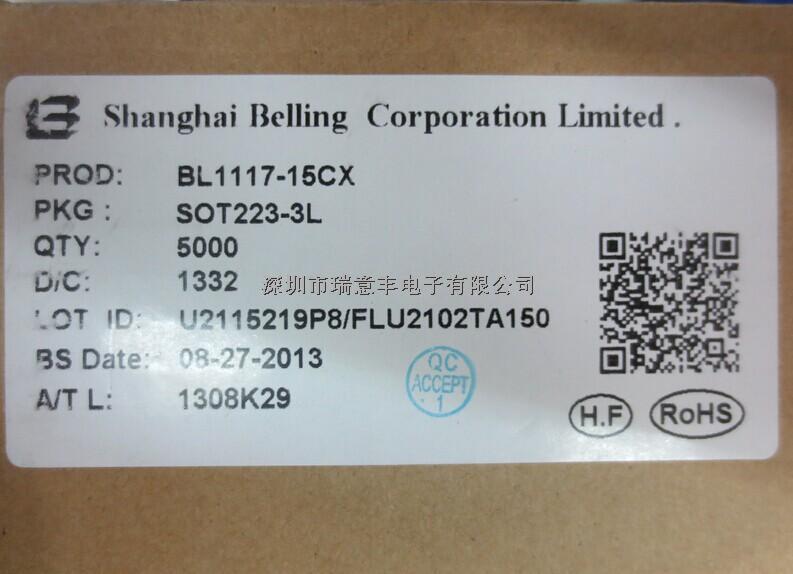 Shanghai Belling Corporation Limited .
PROD: BL1117-15CX
PKG : SOT223-3L
QTY: 5000
D/C: 1332
深圳市瑞意丰电子有限公司
LOT ID: U2115219P8/FLU2102TA150
BS Date: 08-27-2013
A/T L: 1308K29
QC
ACCEPT
1
H.F RoHS